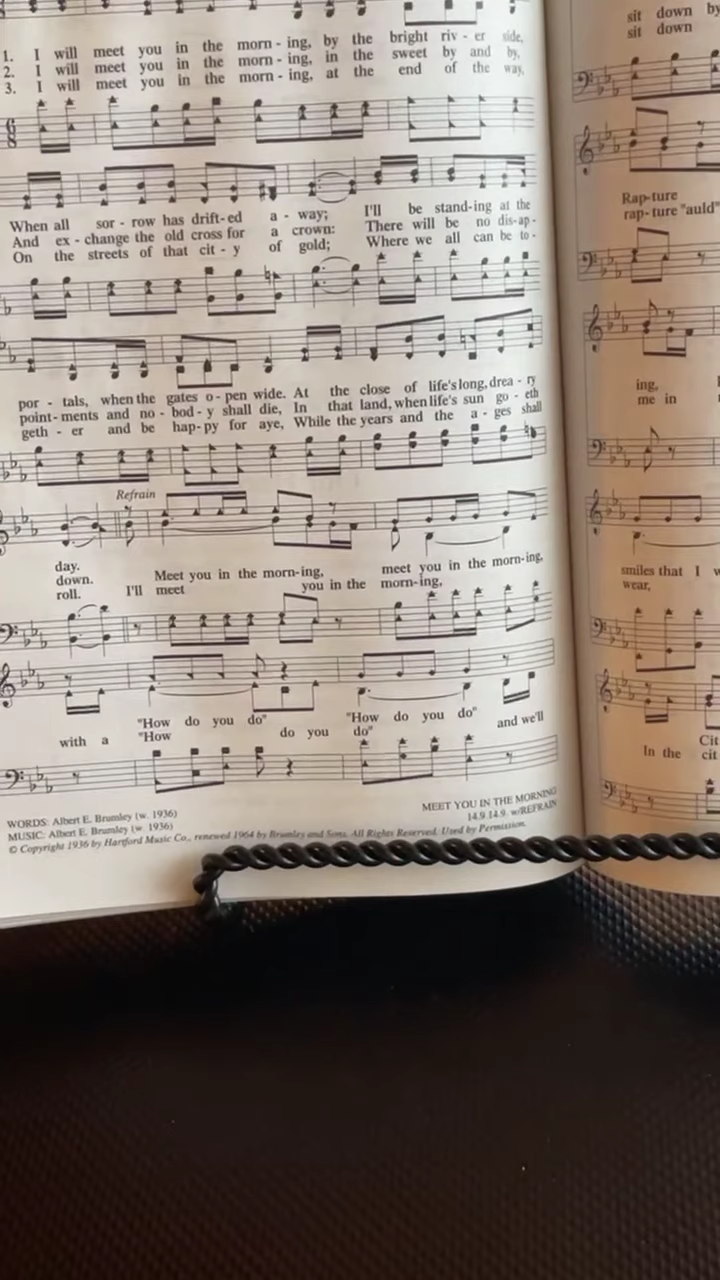 1. I will meet you in the morn - ing, by the bright riv - er side,
2. I will meet you in the morn - ing, in the sweet by and by,
3. I will meet you in the morn - ing, at the end of the way,
6
8
When all sor - row has drift - ed a - way; I'll be stand - ing at the
And ex - change the old cross for a crown: There will be no dis - ap -
On the streets of that cit - y of gold; Where we all can be to -
por - tals, when the gates o - pen wide. At the close of life's long, drea - ry
point - ments and no - bod - y shall die, In that land, when life's sun go - eth
geth - er and be hap - py for aye, While the years and the a - ges shall
Refrain
day. Meet you in the morn - ing, meet you in the morn - ing,
down.
roll. I'll meet you in the morn - ing,
"How do you do" "How do you do" and we'll
with a "How do you do"
WORDS: Albert E. Brumley (w. 1936)
MUSIC: Albert E. Brumley (w. 1936)
© Copyright 1936 by Hartford Music Co., renewed 1964 by Brumley and Sons. All Rights Reserved. Used by Permission.
MEET YOU IN THE MORNING
14.9.14.9. w/REFRAIN
sit down by
sit down
Rap - ture
rap - ture "auld"
ing,
me in
smiles that I
wear,
Cit
In the cit